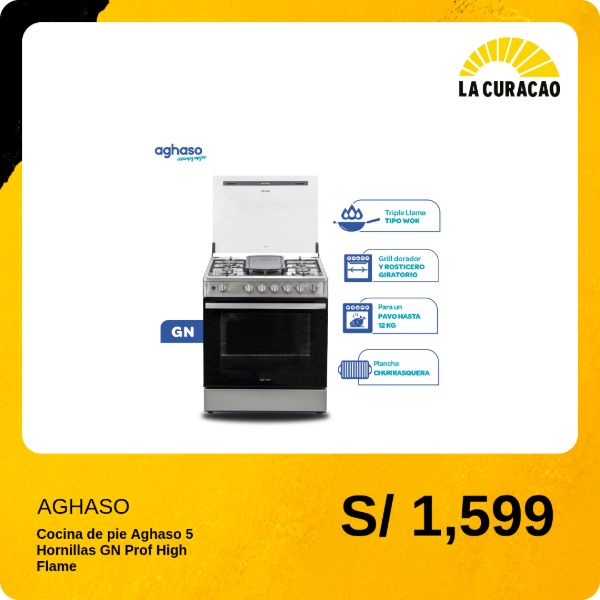 LA CURACAO
aghaso
Triple Llama
TIPO WOK
Grill dorador
Y ROSTICERO
GIRATORIO
GN
Para un
PAVO HASTA
12 KG
Plancha
CHURRASQUERA
aghaso
AGHASO
S/ 1,599
Cocina de pie Aghaso 5
Hornillas GN Prof High
Flame